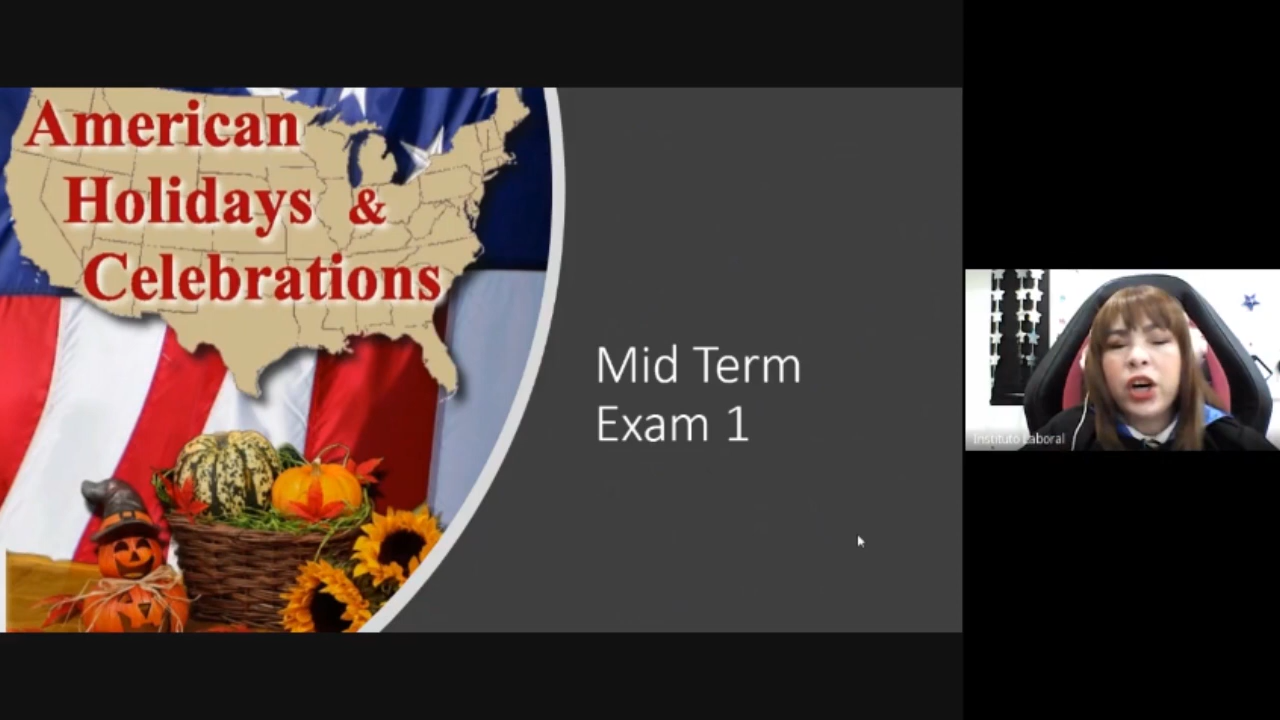 American
Holidays &
Celebrations
Mid Term
Exam 1
Instituto Laboral